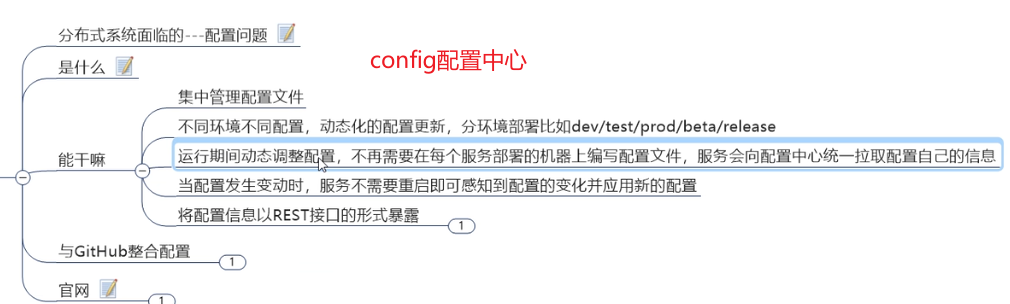 分布式系统面临的---配置问题
config配置中心
是什么
能干嘛
集中管理配置文件
不同环境不同配置，动态化的配置更新，分环境部署比如dev/test/prod/beta/release
运行期间动态调整配置，不再需要在每个服务部署的机器上编写配置文件，服务会向配置中心统一拉取配置自己的信息
当配置发生变动时，服务不需要重启即可感知到配置的变化并应用新的配置
将配置信息以REST接口的形式暴露
1
与GitHub整合配置
1
官网
1